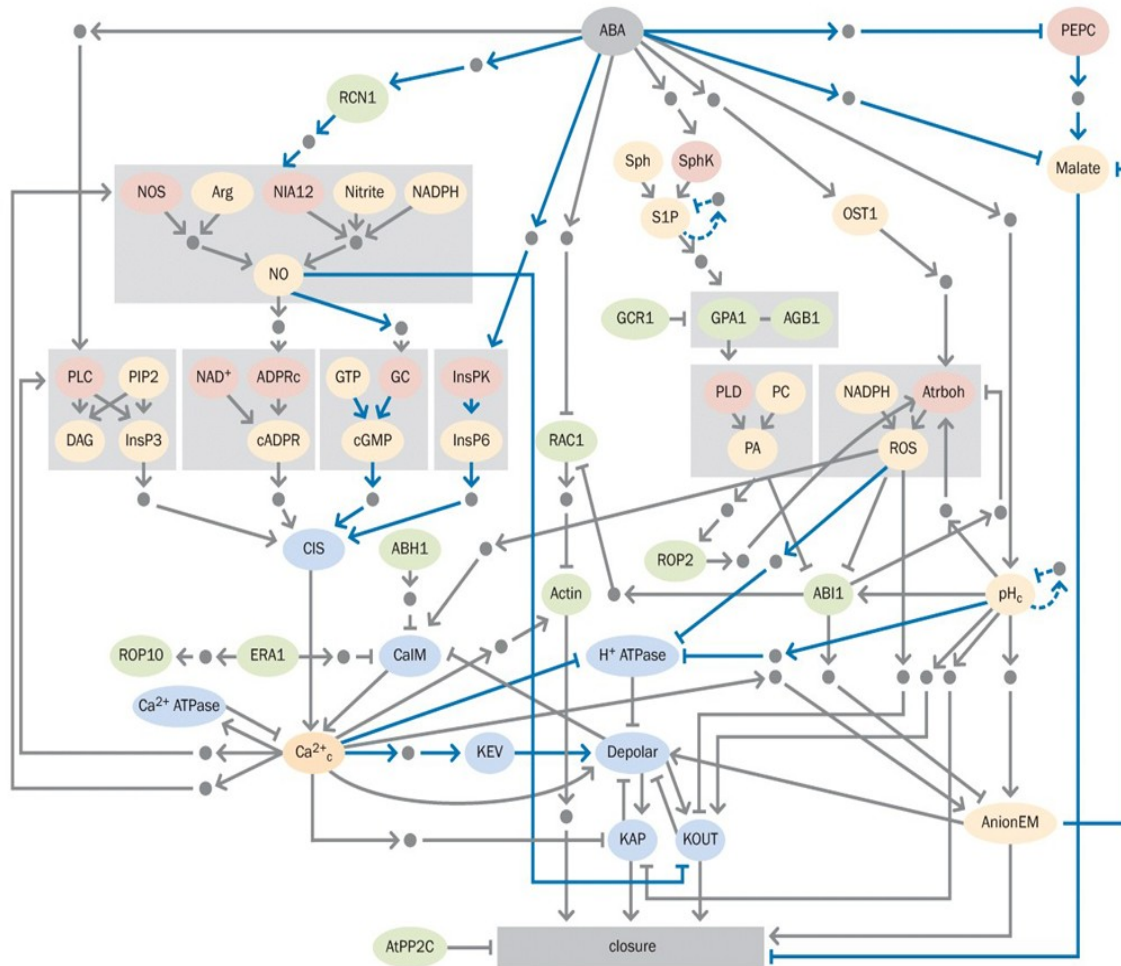 ABA
PEPC
RCN1
Sph
SphK
Malate
NOS
Arg
NIA12
Nitrite
NADPH
S1P
OST1
NO
GCR1
GPA1
AGB1
PLC
PIP2
NAD⁺
ADPRc
GTP
GC
InsPK
PLD
PC
NADPH
Atrboh
DAG
InsP3
cADPR
cGMP
InsP6
RAC1
PA
ROS
CIS
ABH1
ROP2
Actin
ABI1
pHc
ROP10
ERA1
CalM
H⁺ ATPase
Ca²⁺ ATPase
Ca²⁺c
KEV
Depolar
AnionEM
KAP
KOUT
AtPP2C
closure